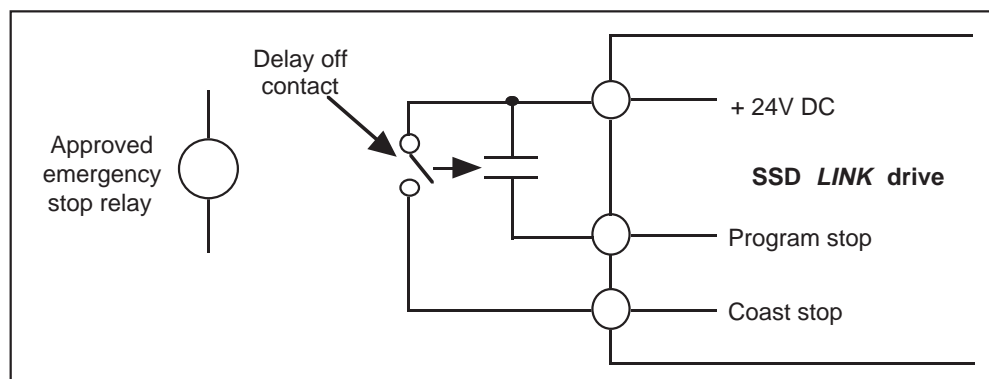 Delay off
contact
Approved
emergency
stop relay
+ 24V DC
SSD LINK drive
Program stop
Coast stop